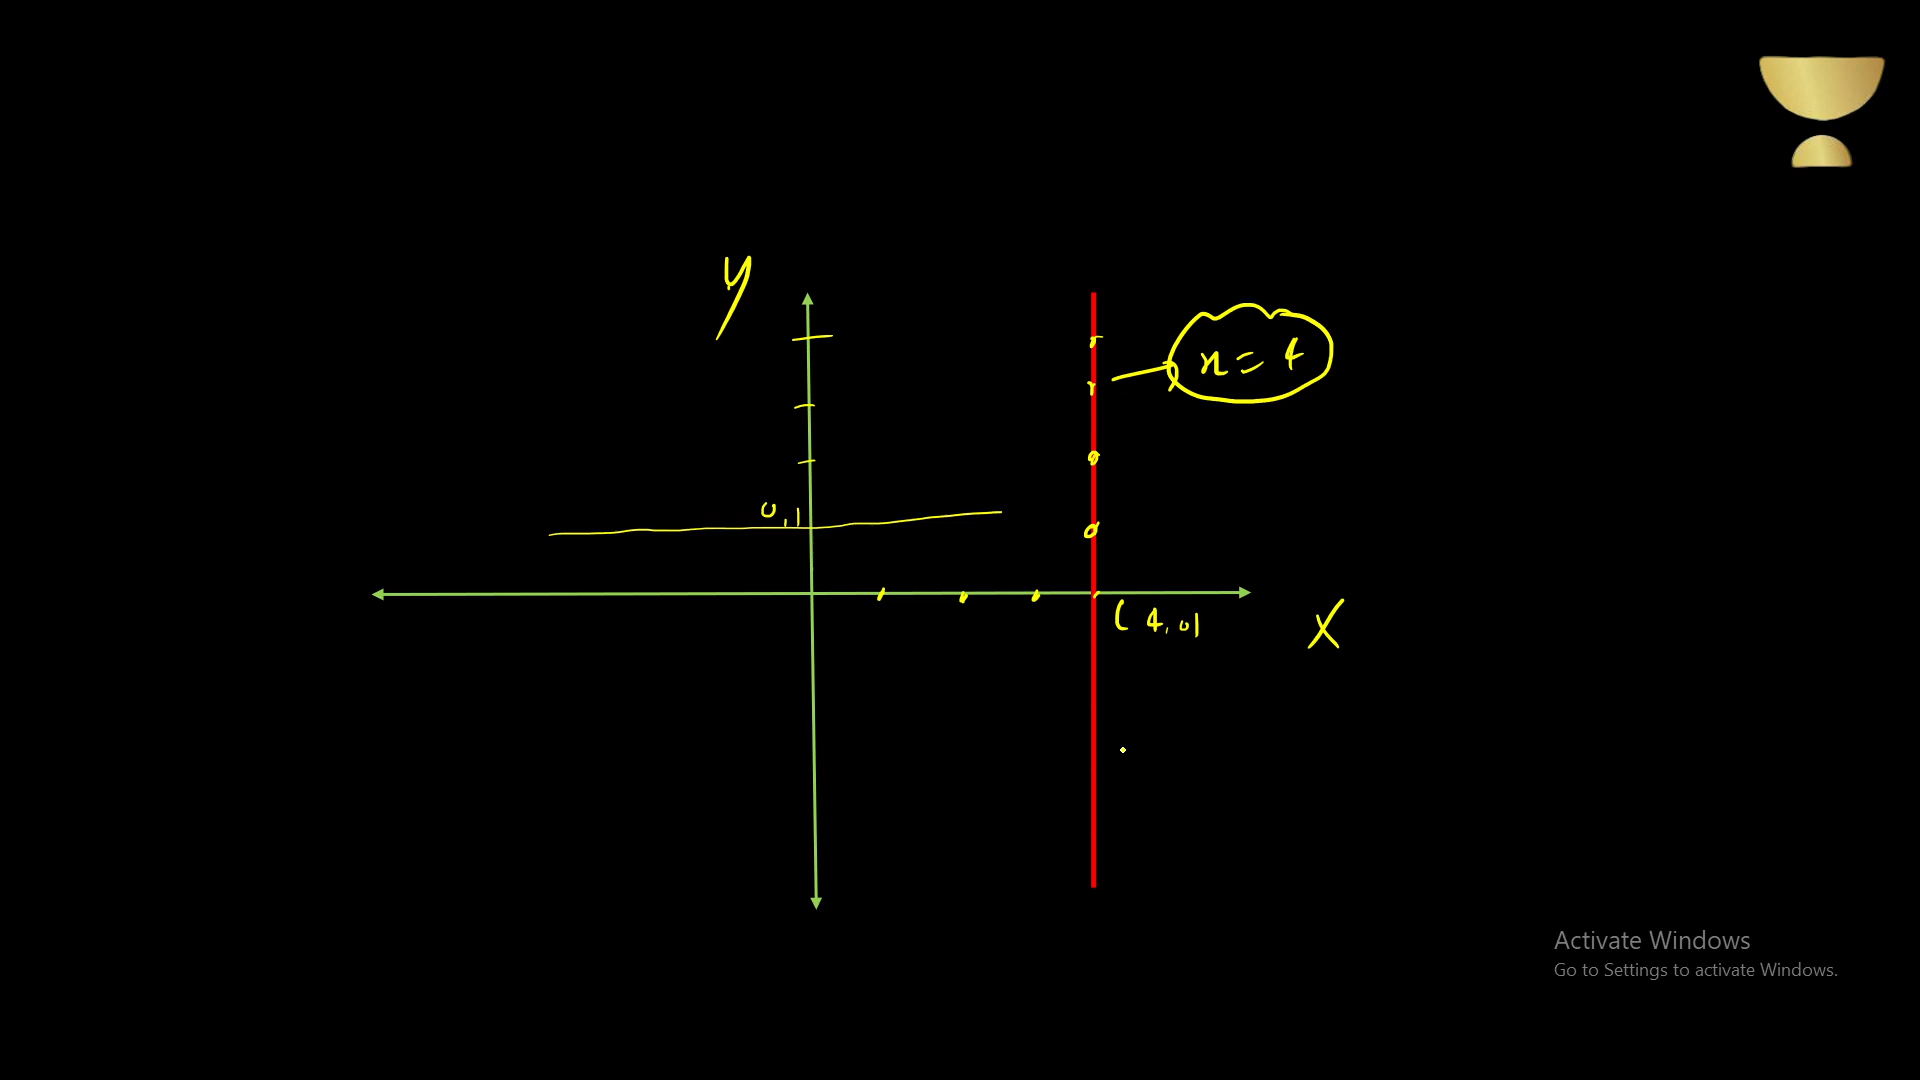 y
x = 4
0,1
(4,0)
X
Activate Windows
Go to Settings to activate Windows.